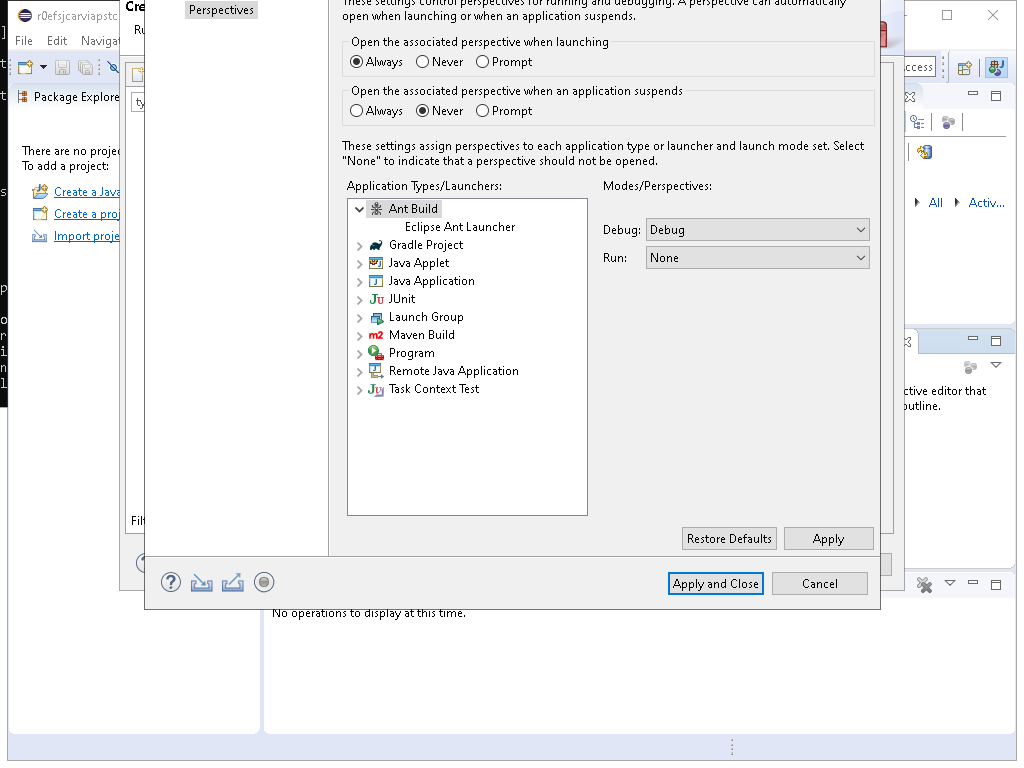 r0efsjcarviapstc
File Edit Navigat
Package Explore
There are no projec
To add a project:
Create a Java
Create a proj
Import proje
Cre
Ru
ty
Filt
Perspectives
These settings control perspectives for running and debugging. A perspective can automatically
open when launching or when an application suspends.
Open the associated perspective when launching
Always Never Prompt
Open the associated perspective when an application suspends
Always Never Prompt
These settings assign perspectives to each application type or launcher and launch mode set. Select
"None" to indicate that a perspective should not be opened.
Application Types/Launchers:
Ant Build
Eclipse Ant Launcher
Gradle Project
Java Applet
Java Application
JUnit
Launch Group
Maven Build
Program
Remote Java Application
Task Context Test
Modes/Perspectives:
Debug: Debug
Run: None
Restore Defaults Apply
Apply and Close Cancel
ccess
All Activ...
ctive editor that
outline.
No operations to display at this time.